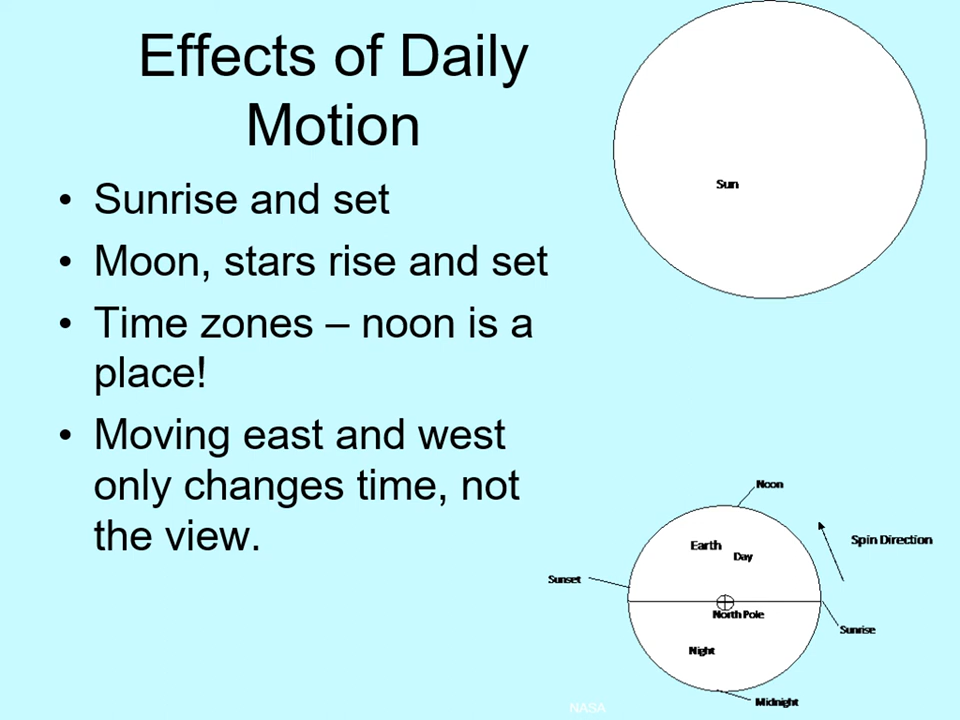 Effects of Daily
Motion
• Sunrise and set
• Moon, stars rise and set
• Time zones – noon is a
place!
• Moving east and west
only changes time, not
the view.
Sun
Noon
Earth
Day
Spin Direction
Sunset
North Pole
Sunrise
Night
Midnight
NASA